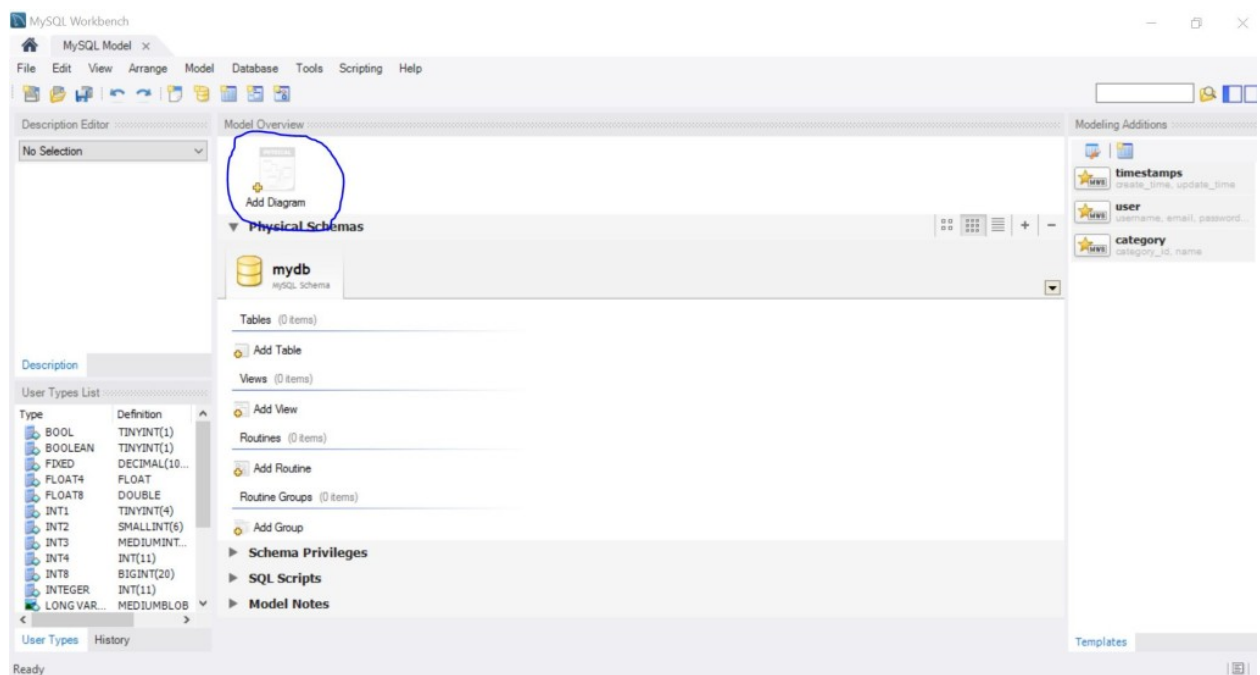 MySQL Workbench
MySQL Model
File Edit View Arrange Model Database Tools Scripting Help
Description Editor
No Selection
Description
User Types List
Type Definition
BOOL TINYINT(1)
BOOLEAN TINYINT(1)
FIXED DECIMAL(10...
FLOAT4 FLOAT
FLOAT8 DOUBLE
INT1 TINYINT(4)
INT2 SMALLINT(6)
INT3 MEDIUMINT...
INT4 INT(11)
INT8 BIGINT(20)
INTEGER INT(11)
LONG VAR... MEDIUMBLOB
User Types History
Ready
Model Overview
Add Diagram
Physical Schemas
mydb
MySQL Schema
Tables (0 items)
Add Table
Views (0 items)
Add View
Routines (0 items)
Add Routine
Routine Groups (0 items)
Add Group
Schema Privileges
SQL Scripts
Model Notes
Modeling Additions
timestamps
create_time, update_time
user
username, email, password...
category
category_id, name
Templates